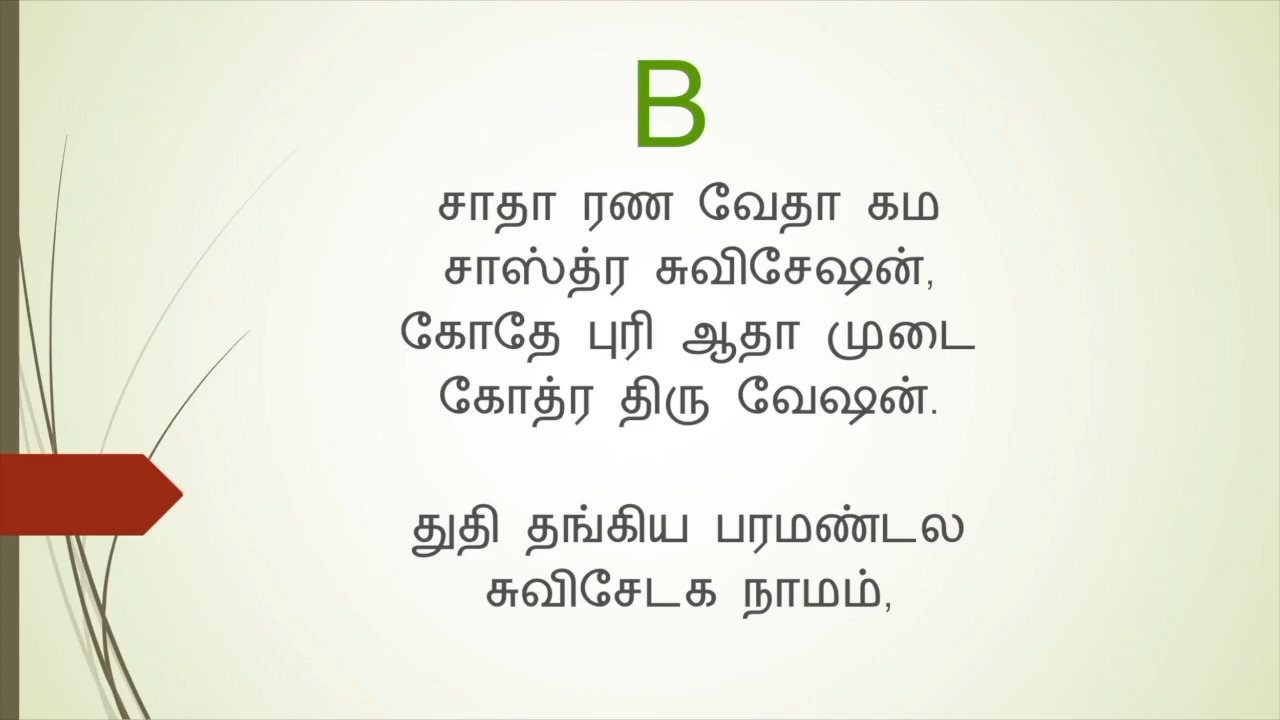 B
சாதா ரண வேதா கம
சாஸ்த்ர சுவிசேஷன்,
கோதே புரி ஆதா முடை
கோத்ர திரு வேஷன்.
துதி தங்கிய பரமண்டல
சுவிசேடக நாமம்,